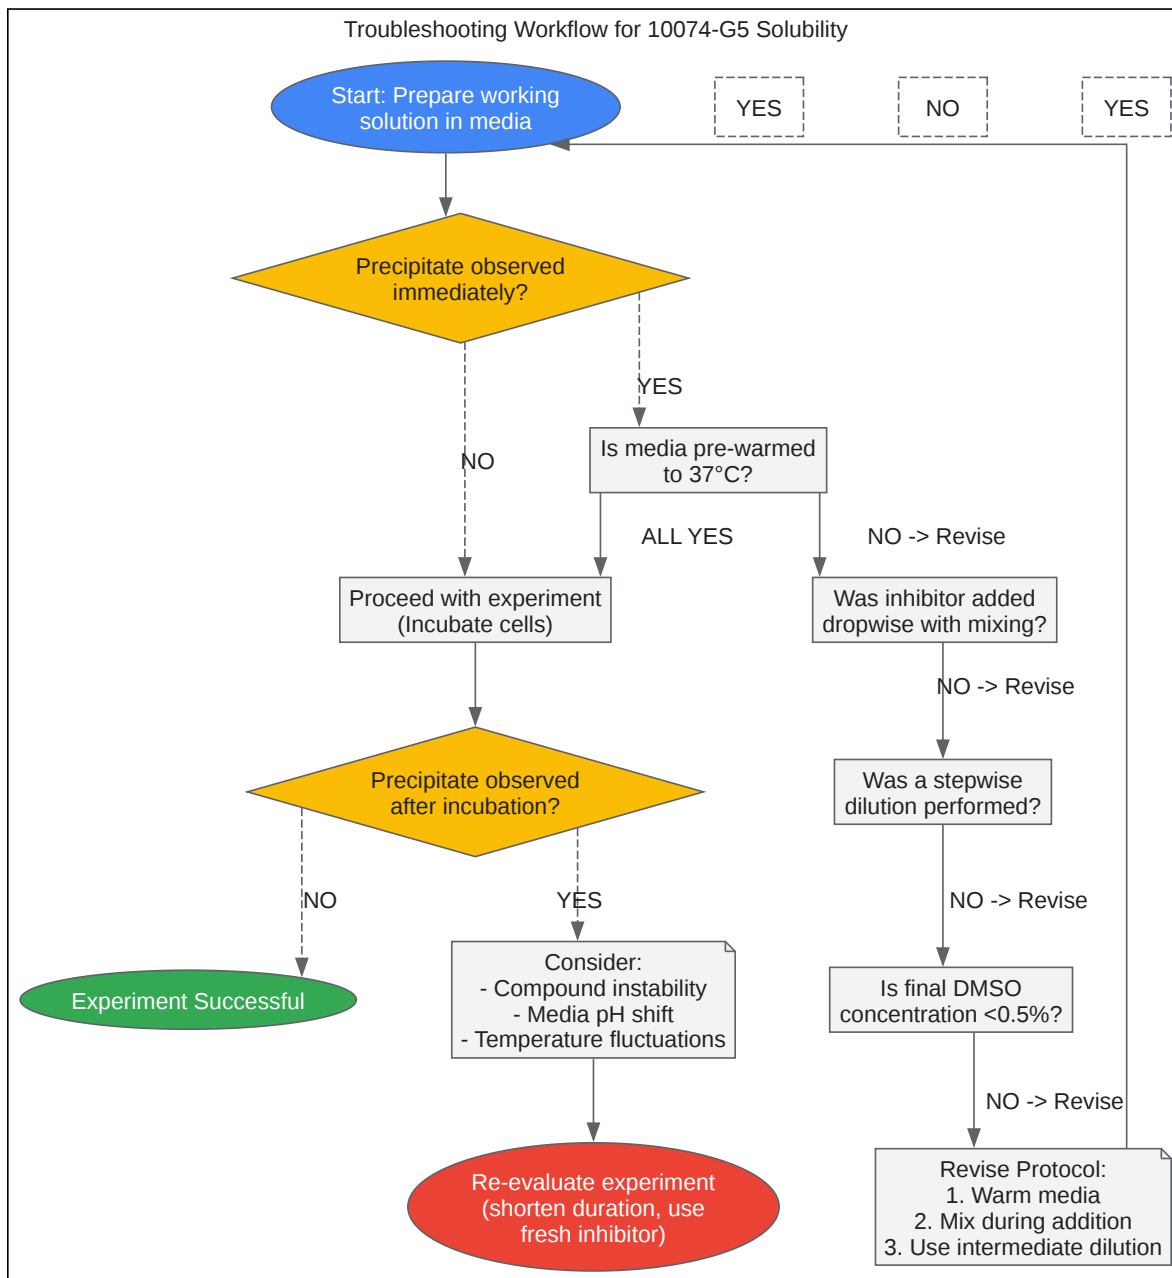 Troubleshooting Workflow for 10074-G5 Solubility
Start: Prepare working
solution in media
YES
NO
YES
Precipitate observed
immediately?
YES
NO
Is media pre-warmed
to 37°C?
ALL YES
NO -> Revise
Proceed with experiment
(Incubate cells)
Was inhibitor added
dropwise with mixing?
NO -> Revise
Precipitate observed
after incubation?
Was a stepwise
dilution performed?
NO
YES
NO -> Revise
Experiment Successful
Consider:
- Compound instability
- Media pH shift
- Temperature fluctuations
Is final DMSO
concentration <0.5%?
NO -> Revise
Re-evaluate experiment
(shorten duration, use
fresh inhibitor)
Revise Protocol:
1. Warm media
2. Mix during addition
3. Use intermediate dilution